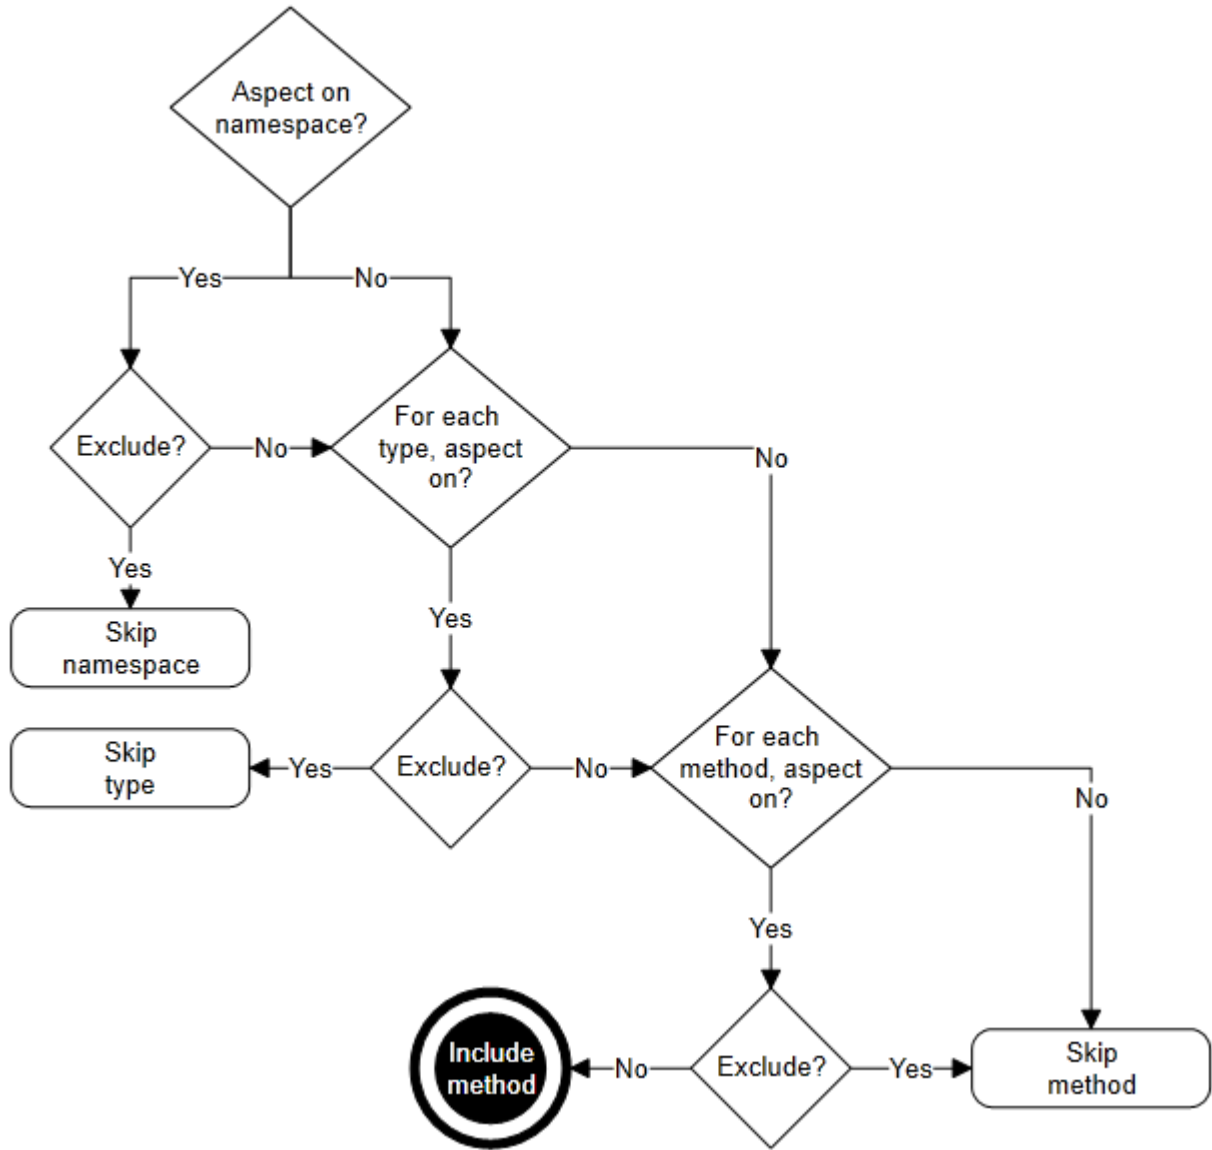 Aspect on
namespace?
Yes
No
For each
type, aspect
on?
Exclude?
No
No
Yes
Yes
Skip
namespace
Skip
type
Yes
Exclude?
No
For each
method, aspect
on?
No
Yes
Include
method
No
Exclude?
Yes
Skip
method